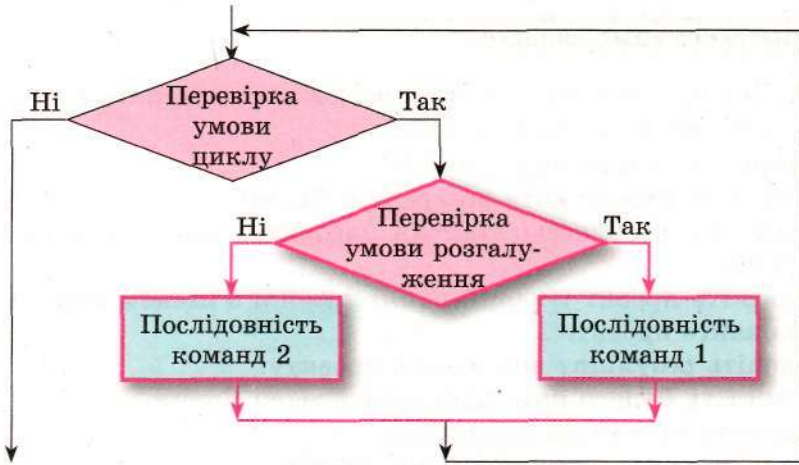 Ні
Перевірка
умови
циклу
Так
Ні
Перевірка
умови розгалу-
ження
Так
Послідовність
команд 2
Послідовність
команд 1